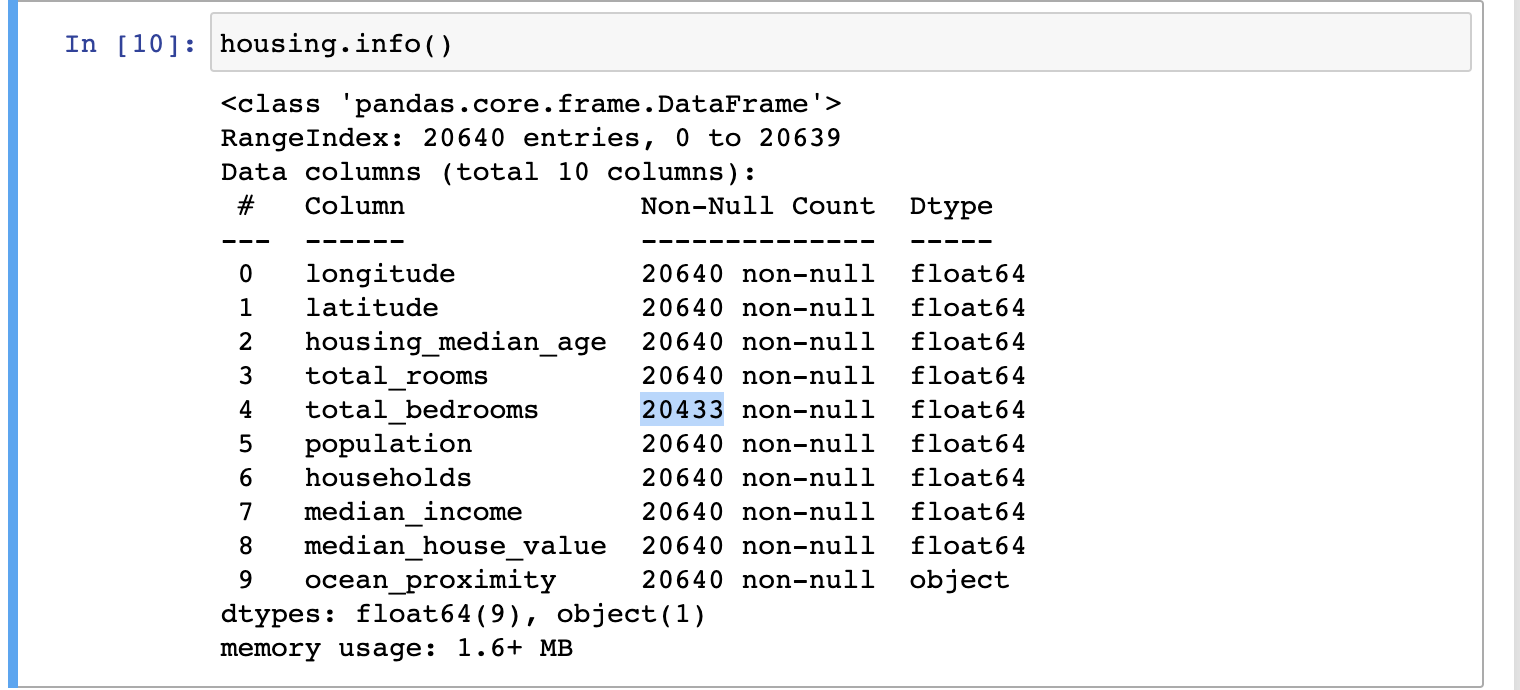 In [10]: housing.info()
<class 'pandas.core.frame.DataFrame'>
RangeIndex: 20640 entries, 0 to 20639
Data columns (total 10 columns):
 #   Column              Non-Null Count  Dtype
---  ------              --------------  -----
 0   longitude           20640 non-null  float64
 1   latitude            20640 non-null  float64
 2   housing_median_age  20640 non-null  float64
 3   total_rooms         20640 non-null  float64
 4   total_bedrooms      20433 non-null  float64
 5   population          20640 non-null  float64
 6   households          20640 non-null  float64
 7   median_income       20640 non-null  float64
 8   median_house_value  20640 non-null  float64
 9   ocean_proximity     20640 non-null  object
dtypes: float64(9), object(1)
memory usage: 1.6+ MB